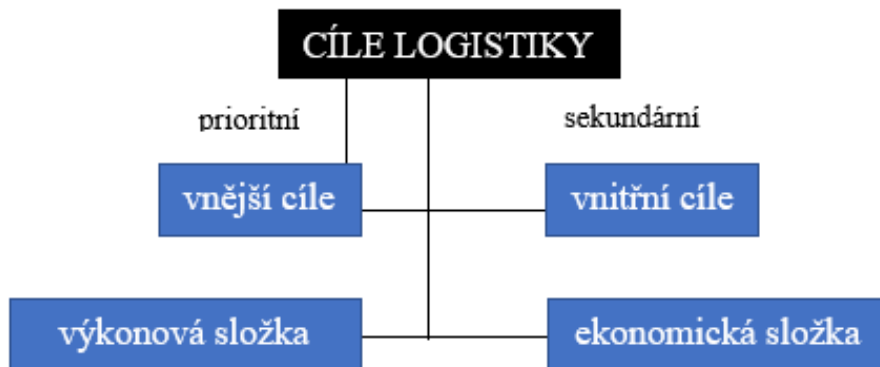 CÍLE LOGISTIKY
prioritní
sekundární
vnější cíle
vnitřní cíle
výkonová složka
ekonomická složka